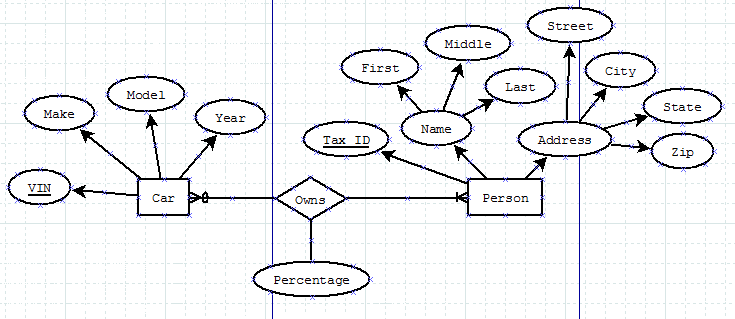 Street
Middle
First
City
Last
Model
Make
Year
State
Name
Tax ID
Address
Zip
VIN
Car
Owns
Person
Percentage